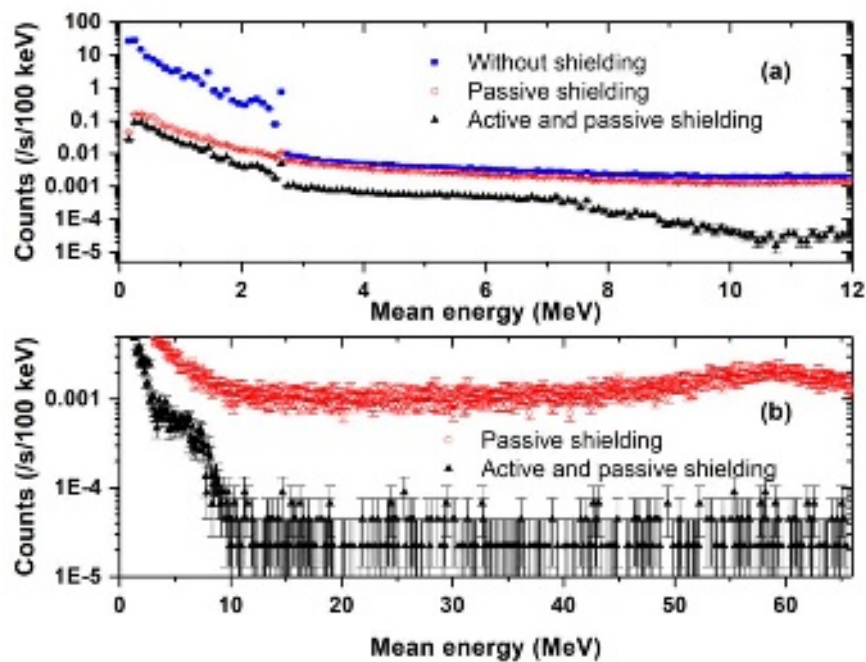 100
10
1
0.1
0.01
0.001
1E-4
1E-5
Counts (/s/100 keV)
(a)
Without shielding
Passive shielding
Active and passive shielding
0 2 4 6 8 10 12
Mean energy (MeV)
0.001
1E-4
1E-5
Counts (/s/100 keV)
(b)
Passive shielding
Active and passive shielding
0 10 20 30 40 50 60
Mean energy (MeV)